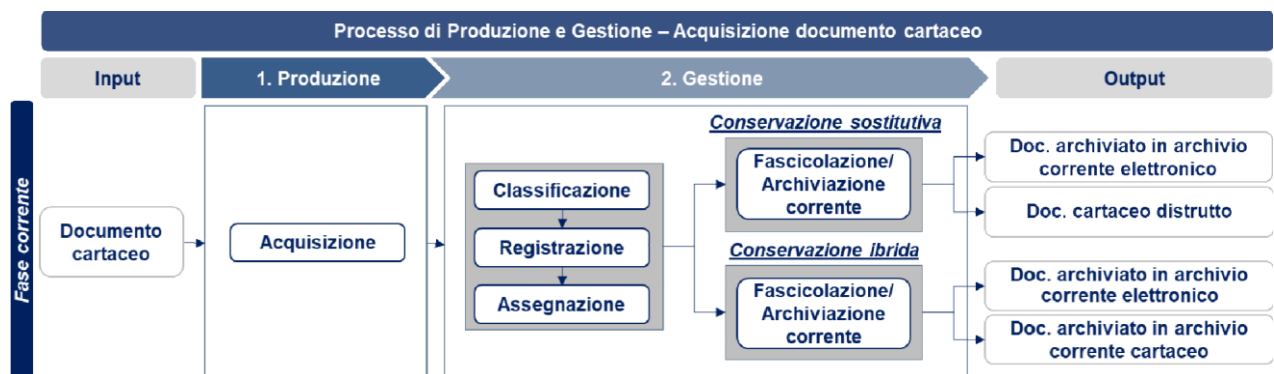 Processo di Produzione e Gestione – Acquisizione documento cartaceo
Input
1. Produzione
2. Gestione
Output
Fase corrente
Documento
cartaceo
Acquisizione
Classificazione
Registrazione
Assegnazione
Conservazione sostitutiva
Fascicolazione/
Archiviazione
corrente
Conservazione ibrida
Fascicolazione/
Archiviazione
corrente
Doc. archiviato in archivio
corrente elettronico
Doc. cartaceo distrutto
Doc. archiviato in archivio
corrente elettronico
Doc. archiviato in archivio
corrente cartaceo